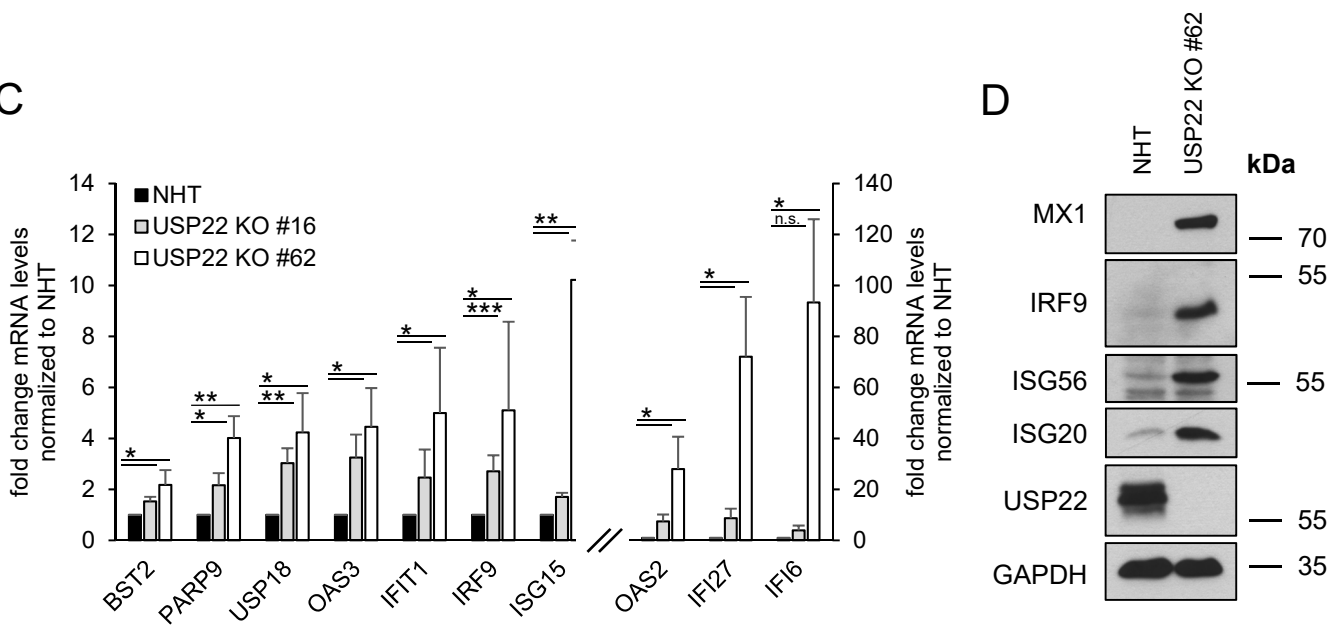 C
fold change mRNA levels
normalized to NHT
14
12
10
8
6
4
2
0
NHT
USP22 KO #16
USP22 KO #62
*
**
*
*
**
*
*
*
***
**
*
*
*
n.s.
BST2
PARP9
USP18
OAS3
IFIT1
IRF9
ISG15
OAS2
IFI27
IFI6
140
120
100
80
60
40
20
0
fold change mRNA levels
normalized to NHT
D
NHT
USP22 KO #62
kDa
MX1
70
55
IRF9
ISG56
55
ISG20
USP22
55
GAPDH
35